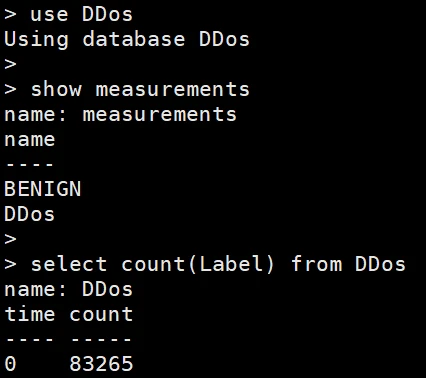 > use DDos
Using database DDos
>
> show measurements
name: measurements
name
----
BENIGN
DDos
>
> select count(Label) from DDos
name: DDos
time count
---- -----
0    83265